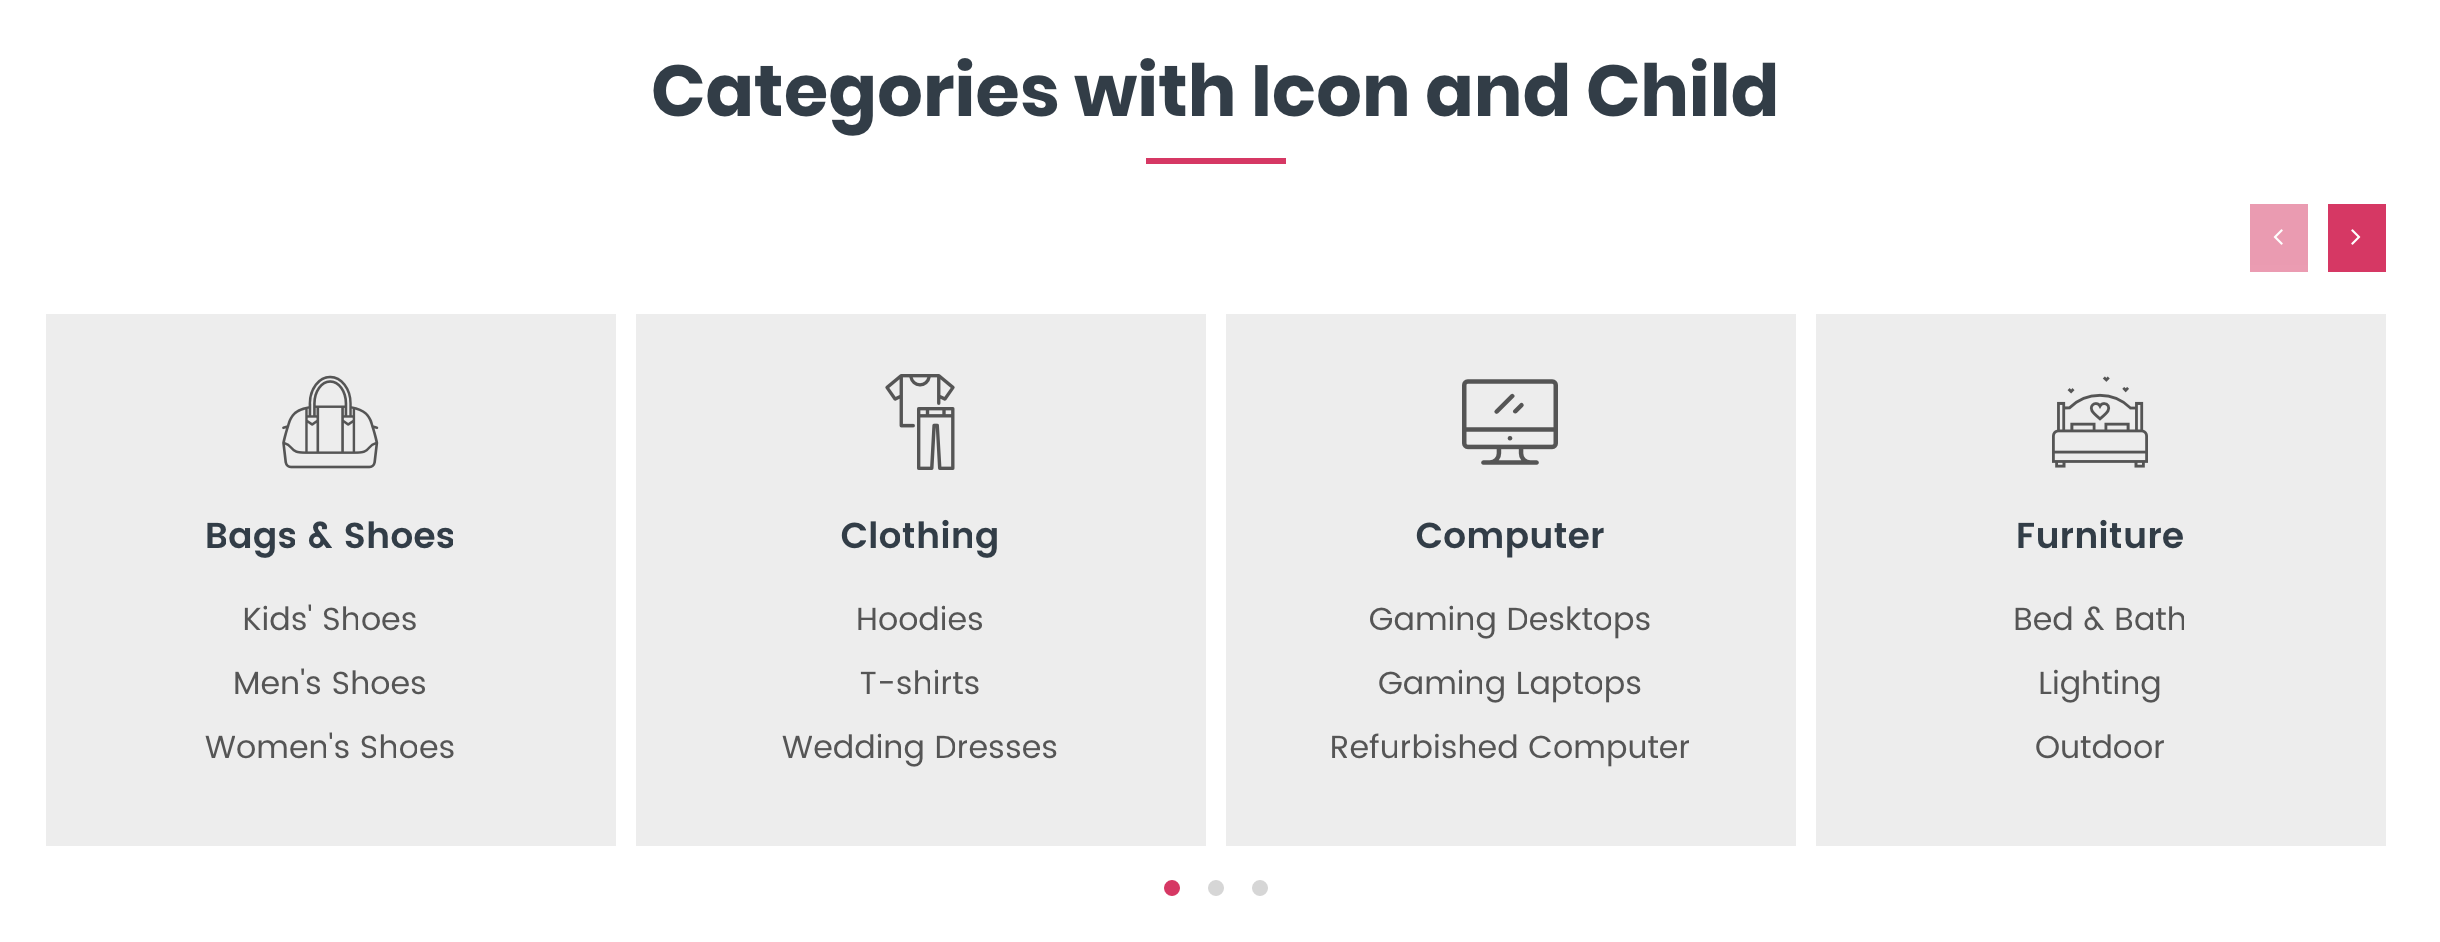 Categories with Icon and Child
Bags & Shoes
Kids' Shoes
Men's Shoes
Women's Shoes
Clothing
Hoodies
T-shirts
Wedding Dresses
Computer
Gaming Desktops
Gaming Laptops
Refurbished Computer
Furniture
Bed & Bath
Lighting
Outdoor